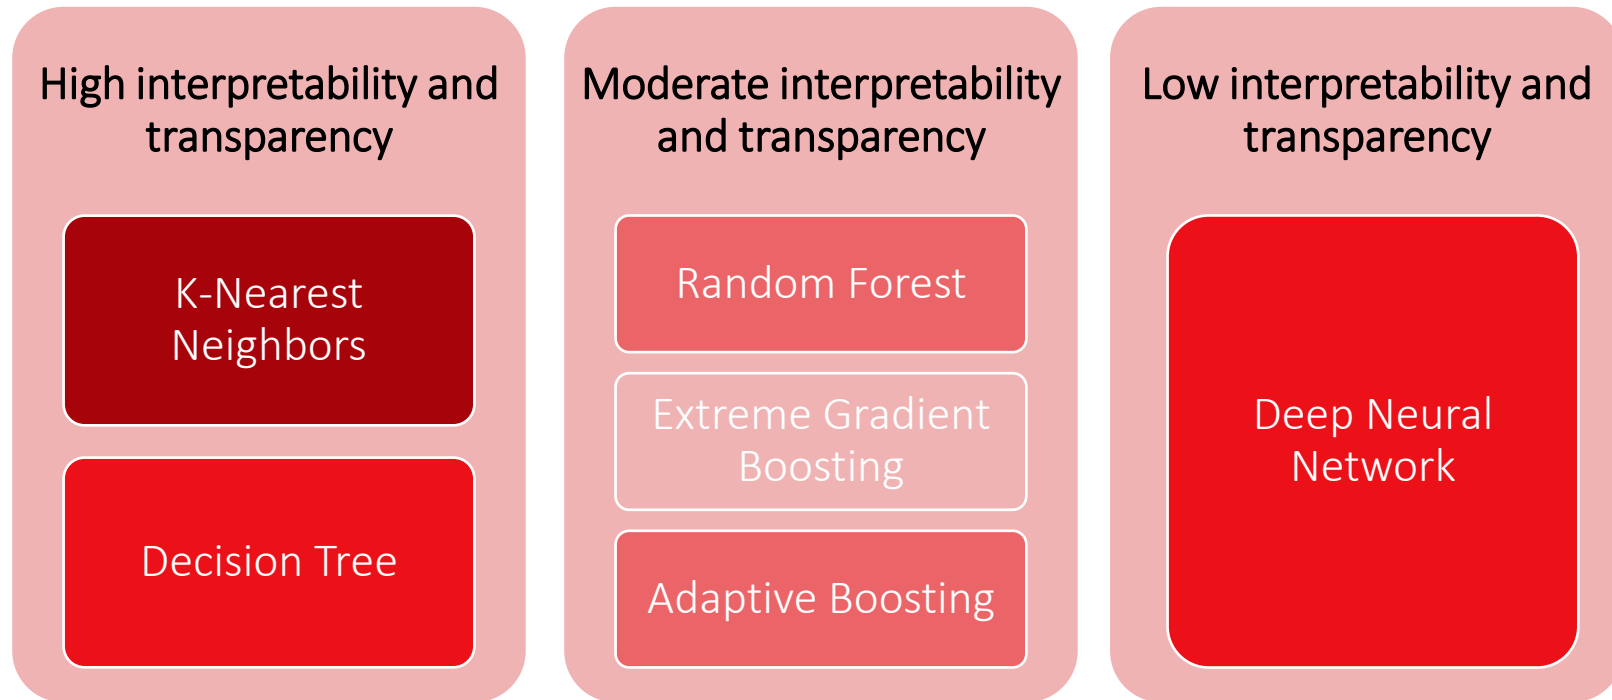 High interpretability and
transparency
K-Nearest
Neighbors
Decision Tree
Moderate interpretability
and transparency
Random Forest
Extreme Gradient
Boosting
Adaptive Boosting
Low interpretability and
transparency
Deep Neural
Network